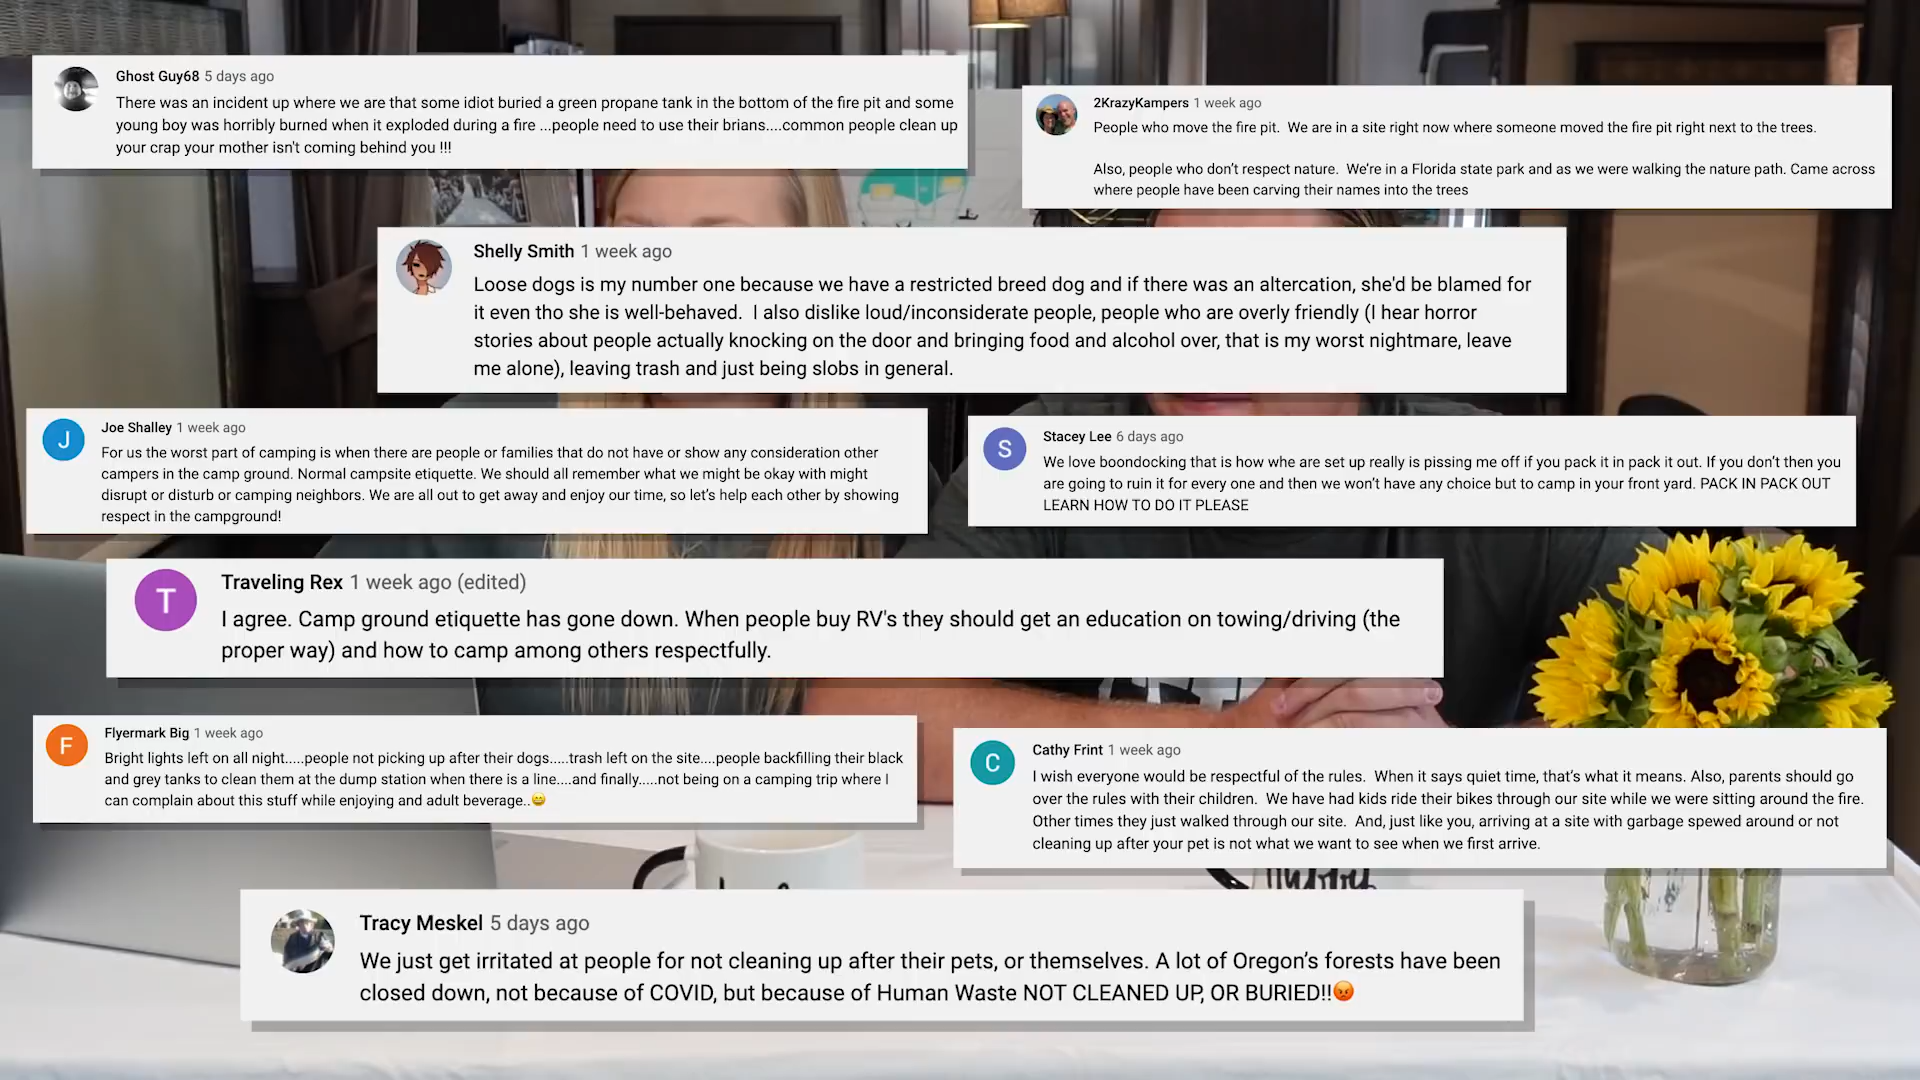 Ghost Guy68 5 days ago
There was an incident up where we are that some idiot buried a green propane tank in the bottom of the fire pit and some
young boy was horribly burned when it exploded during a fire ...people need to use their brians....common people clean up
your crap your mother isn't coming behind you !!!
2KrazyKampers 1 week ago
People who move the fire pit.  We are in a site right now where someone moved the fire pit right next to the trees.
Also, people who don’t respect nature.  We’re in a Florida state park and as we were walking the nature path. Came across
where people have been carving their names into the trees
Shelly Smith 1 week ago
Loose dogs is my number one because we have a restricted breed dog and if there was an altercation, she'd be blamed for
it even tho she is well-behaved.  I also dislike loud/inconsiderate people, people who are overly friendly (I hear horror
stories about people actually knocking on the door and bringing food and alcohol over, that is my worst nightmare, leave
me alone), leaving trash and just being slobs in general.
J
Joe Shalley 1 week ago
For us the worst part of camping is when there are people or families that do not have or show any consideration other
campers in the camp ground. Normal campsite etiquette. We should all remember what we might be okay with might
disrupt or disturb or camping neighbors. We are all out to get away and enjoy our time, so let’s help each other by showing
respect in the campground!
S
Stacey Lee 6 days ago
We love boondocking that is how whe are set up really is pissing me off if you pack it in pack it out. If you don’t then you
are going to ruin it for every one and then we won’t have any choice but to camp in your front yard. PACK IN PACK OUT
LEARN HOW TO DO IT PLEASE
T
Traveling Rex 1 week ago (edited)
I agree. Camp ground etiquette has gone down. When people buy RV's they should get an education on towing/driving (the
proper way) and how to camp among others respectfully.
F
Flyermark Big 1 week ago
Bright lights left on all night.....people not picking up after their dogs.....trash left on the site....people backfilling their black
and grey tanks to clean them at the dump station when there is a line....and finally.....not being on a camping trip where I
can complain about this stuff while enjoying and adult beverage..😄
C
Cathy Frint 1 week ago
I wish everyone would be respectful of the rules.  When it says quiet time, that’s what it means. Also, parents should go
over the rules with their children.  We have had kids ride their bikes through our site while we were sitting around the fire.
Other times they just walked through our site.  And, just like you, arriving at a site with garbage spewed around or not
cleaning up after your pet is not what we want to see when we first arrive.
Tracy Meskel 5 days ago
We just get irritated at people for not cleaning up after their pets, or themselves. A lot of Oregon’s forests have been
closed down, not because of COVID, but because of Human Waste NOT CLEANED UP, OR BURIED!!😡